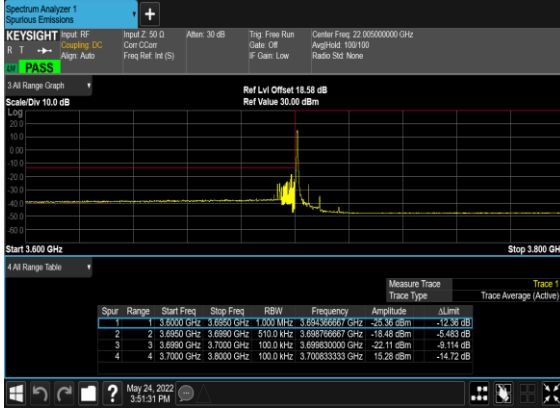 Spectrum Analyzer 1
Spurious Emissions
+
KEYSIGHT Input: RF Input Z: 50 Ω Atten: 30 dB Trig: Free Run Center Freq: 22.005000000 GHz
R T Coupling: DC Corr CCorr Gate: Off Avg|Hold: 100/100
Align: Auto Freq Ref: Int (S) IF Gain: Low Radio Std: None
PASS
3.All Range Graph
Ref Lvl Offset 18.58 dB
Scale/Div 10.0 dB Ref Value 30.00 dBm
Log
20.0
10.0
0.00
-10.0
-20.0
-30.0
-40.0
-50.0
-60.0
Start 3.600 GHz Stop 3.800 GH
4.All Range Table
Measure Trace Trace 1
Trace Type Trace Average (Active)
Spur Range Start Freq Stop Freq RBW Frequency Amplitude ΔLimit
1 1 3.6000 GHz 3.6950 GHz 1.000 MHz 3.694366667 GHz -25.36 dBm -12.36 dB
2 2 3.6950 GHz 3.6990 GHz 510.0 kHz 3.698766667 GHz -18.48 dBm -5.483 dB
3 3 3.6990 GHz 3.7000 GHz 100.0 kHz 3.699830000 GHz -22.11 dBm -9.114 dB
4 4 3.7000 GHz 3.8000 GHz 100.0 kHz 3.700833333 GHz 15.28 dBm -14.72 dB
? May 24, 2022
3:51:31 PM